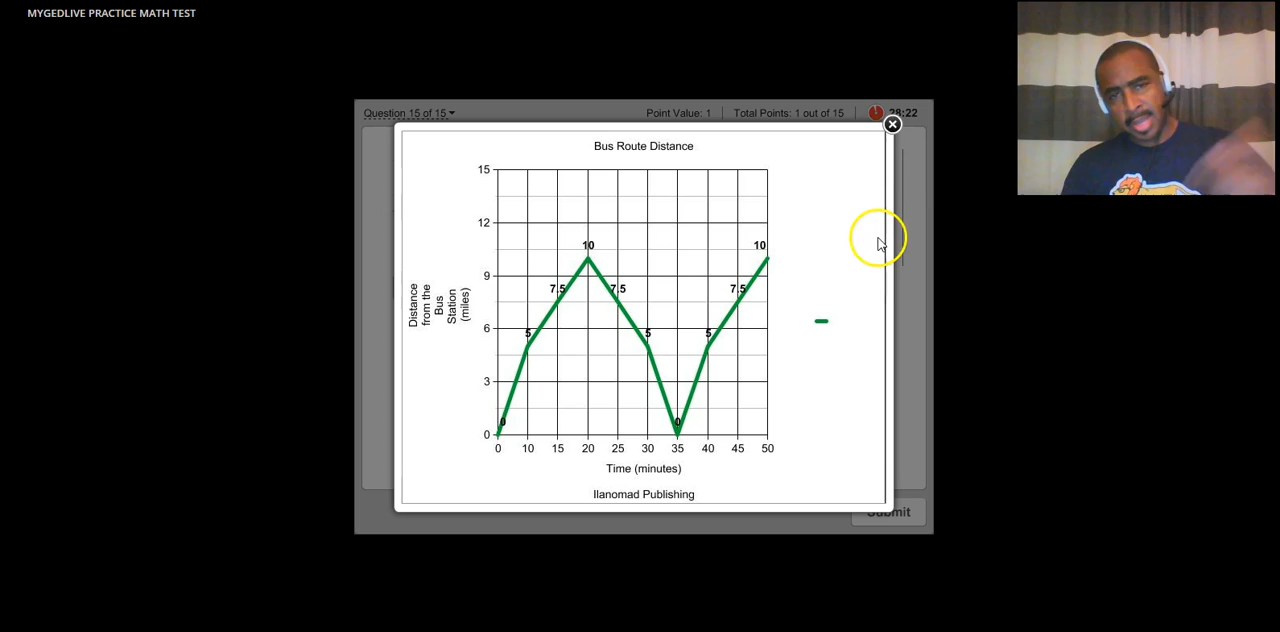 MYGEDLIVE PRACTICE MATH TEST
Question 15 of 15
Point Value: 1
Total Points: 1 out of 15
28:22
Bus Route Distance
15
12
9
6
3
0
Distance
from the
Bus
Station
(miles)
0
5
7.5
10
7.5
5
0
5
7.5
10
0 10 15 20 25 30 35 40 45 50
Time (minutes)
Ilanomad Publishing
Submit